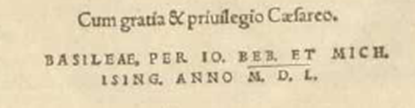 Cum gratia & priuilegio Cæsareo.
BASILEAE, PER IO. BEB. ET MICH.
ISING. ANNO M. D. L.